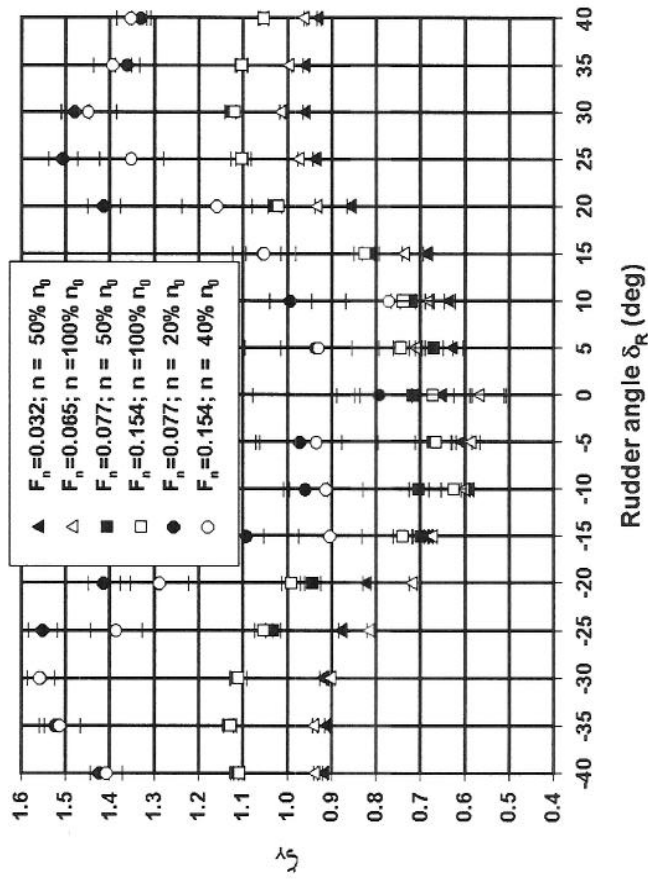 ζY
1.6
1.5
1.4
1.3
1.2
1.1
1.0
0.9
0.8
0.7
0.6
0.5
0.4
Fn=0.032; n = 50% n0
Fn=0.065; n =100% n0
Fn=0.077; n = 50% n0
Fn=0.154; n =100% n0
Fn=0.077; n = 20% n0
Fn=0.154; n = 40% n0
-40 -35 -30 -25 -20 -15 -10 -5 0 5 10 15 20 25 30 35 40
Rudder angle δR (deg)